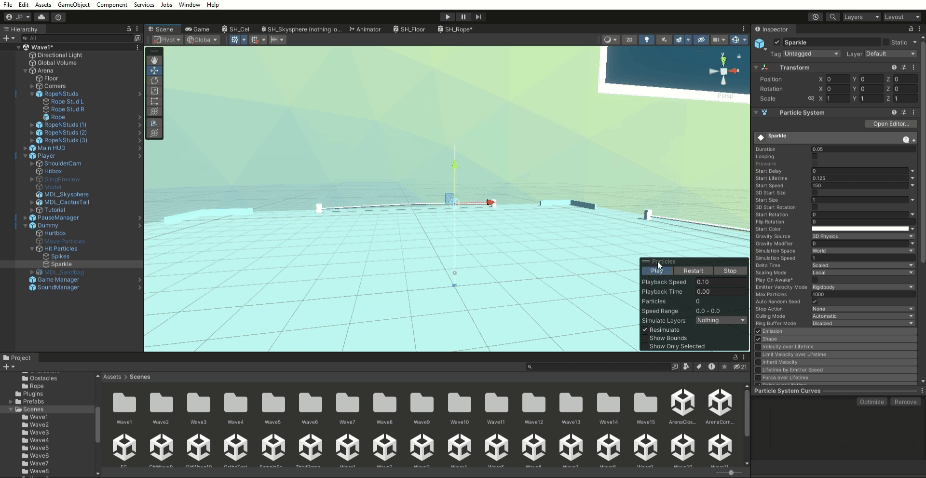 File Edit Assets GameObject Component Services Jobs Window Help
JP
Layers
Layout
Hierarchy
All
Wave1*
Directional Light
Global Volume
Arena
Floor
Corners
RopeNStuds
Rope Stud L
Rope Stud R
Rope
RopeNStuds (1)
RopeNStuds (2)
RopeNStuds (3)
Main HUD
Player
ShoulderCam
Hitbox
Model
MDL_Skysphere
MDL_CactusTail
Tutorial
PauseManager
Dummy
Hurtbox
Hit Particles
Spikes
Sparkle
Game Manager
SoundManager
Scene
Game
SH_Cel
SH_Skysphere (nothing o...
Animator
SH_Floor
SH_Rope*
Pivot
Global
2D
Persp
Particles
Play Restart Stop
Playback Speed 0.10
Playback Time 0.00
Particles 0
Speed Range 0.0 - 0.0
Simulate Layers Nothing
Resimulate
Show Bounds
Show Only Selected
Inspector
Sparkle
Static
Tag Untagged Layer Default
Transform
Position X 0 Y 0 Z 0
Rotation X 0 Y 0 Z 0
Scale X 1 Y 1 Z 1
Particle System
Open Editor...
Sparkle
Duration 0.05
Looping
Prewarm
Start Delay 0
Start Lifetime 0.125
Start Speed 150
3D Start Size
Start Size 1
3D Start Rotation
Start Rotation 0
Flip Rotation 0
Start Color
Gravity Source 3D Physics
Gravity Modifier 0
Simulation Space World
Simulation Speed 1
Delta Time Scaled
Scaling Mode Local
Play On Awake*
Emitter Velocity Mode Rigidbody
Max Particles 1000
Auto Random Seed
Stop Action None
Culling Mode Automatic
Ring Buffer Mode Disabled
Emission
Shape
Velocity over Lifetime
Limit Velocity over Lifetime
Inherit Velocity
Lifetime by Emitter Speed
Force over Lifetime
Particle System Curves
Optimize Remove
Project
21
Obstacles
Rope
Plugins
Prefabs
Scenes
Wave1
Wave2
Wave3
Wave4
Wave5
Wave6
Wave7
Wave8
Assets > Scenes
Wave1 Wave2 Wave3 Wave4 Wave5 Wave6 Wave7 Wave8 Wave9 Wave10 Wave11 Wave12 Wave13 Wave14 Wave15 ArenaCos... ArenaCorr...